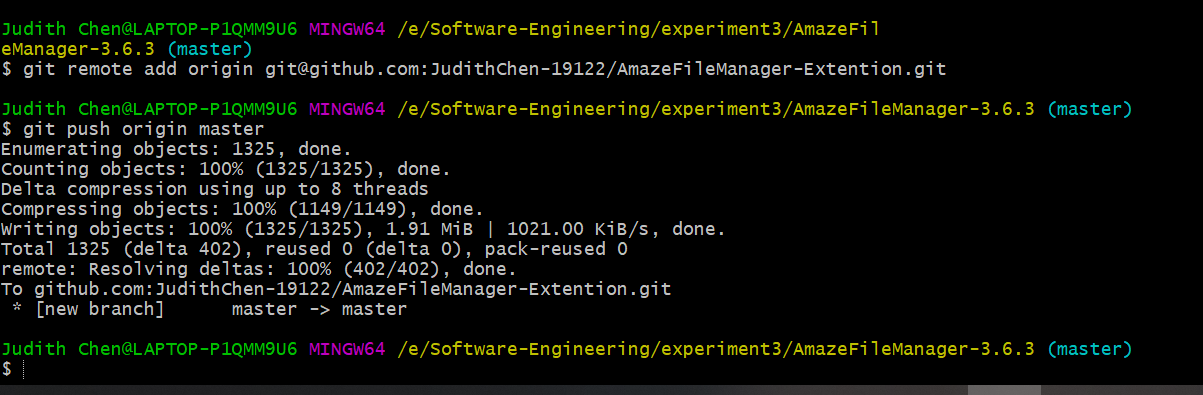 Judith Chen@LAPTOP-P1QMM9U6 MINGW64 /e/Software-Engineering/experiment3/AmazeFil
eManager-3.6.3 (master)
$ git remote add origin git@github.com:JudithChen-19122/AmazeFileManager-Extention.git
Judith Chen@LAPTOP-P1QMM9U6 MINGW64 /e/Software-Engineering/experiment3/AmazeFileManager-3.6.3 (master)
$ git push origin master
Enumerating objects: 1325, done.
Counting objects: 100% (1325/1325), done.
Delta compression using up to 8 threads
Compressing objects: 100% (1149/1149), done.
Writing objects: 100% (1325/1325), 1.91 MiB | 1021.00 KiB/s, done.
Total 1325 (delta 402), reused 0 (delta 0), pack-reused 0
remote: Resolving deltas: 100% (402/402), done.
To github.com:JudithChen-19122/AmazeFileManager-Extention.git
 * [new branch]      master -> master
Judith Chen@LAPTOP-P1QMM9U6 MINGW64 /e/Software-Engineering/experiment3/AmazeFileManager-3.6.3 (master)
$